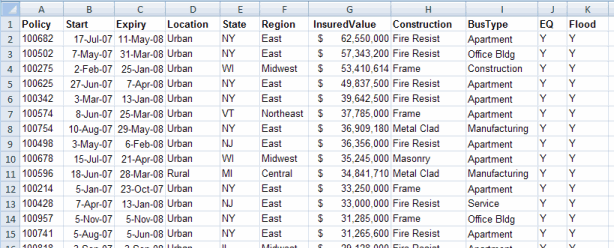 A B C D E F G H I J K
1 Policy Start Expiry Location State Region InsuredValue Construction BusType EQ Flood
2 100682 17-Jul-07 11-May-08 Urban NY East $ 62,550,000 Fire Resist Apartment Y Y
3 100502 7-May-07 31-Mar-08 Urban NY East $ 57,343,200 Fire Resist Office Bldg Y Y
4 100275 2-Feb-07 25-Jan-08 Urban WI Midwest $ 53,410,614 Frame Construction Y Y
5 100625 27-Jun-07 7-Apr-08 Urban NY East $ 49,837,500 Fire Resist Apartment Y Y
6 100342 3-Mar-07 13-Jan-08 Urban NY East $ 39,642,500 Fire Resist Apartment Y Y
7 100574 8-Jun-07 25-Mar-08 Urban VT Northeast $ 37,785,000 Frame Apartment Y Y
8 100754 10-Aug-07 29-May-08 Urban NY East $ 36,909,180 Metal Clad Manufacturing Y Y
9 100498 3-May-07 6-Feb-08 Urban NJ East $ 36,356,000 Fire Resist Apartment Y Y
10 100678 15-Jul-07 21-Apr-08 Urban WI Midwest $ 35,245,000 Masonry Apartment Y Y
11 100596 18-Jun-07 28-Mar-08 Rural MI Central $ 34,841,710 Metal Clad Manufacturing Y Y
12 100214 5-Jan-07 23-Oct-07 Urban NY East $ 33,250,000 Frame Apartment Y Y
13 100428 7-Apr-07 13-Jan-08 Urban NJ East $ 33,000,000 Fire Resist Service Y Y
14 100957 5-Nov-07 5-Nov-08 Urban NY East $ 31,285,000 Frame Office Bldg Y Y
15 100741 5-Aug-07 5-Jun-08 Urban NY East $ 31,265,600 Fire Resist Apartment Y Y